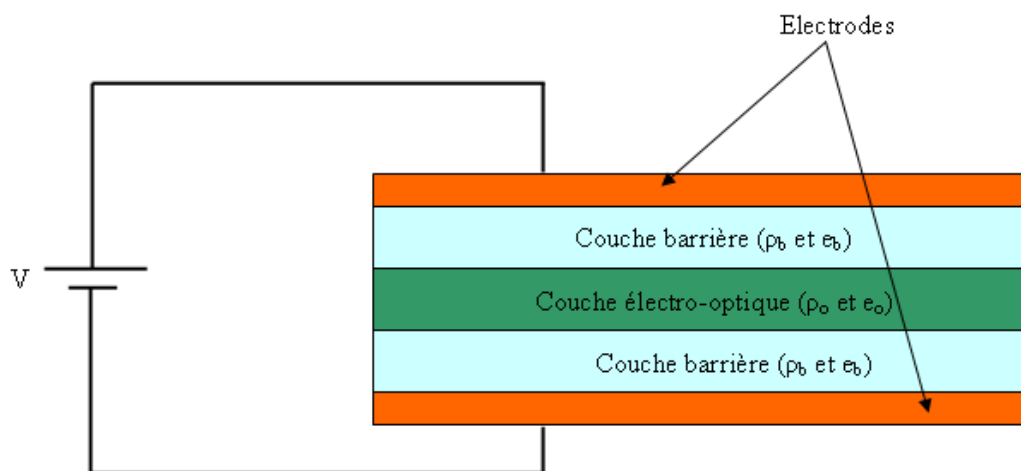 Electrodes
Couche barrière (ρb et eb)
V
Couche électro-optique (ρo et eo)
Couche barrière (ρb et eb)